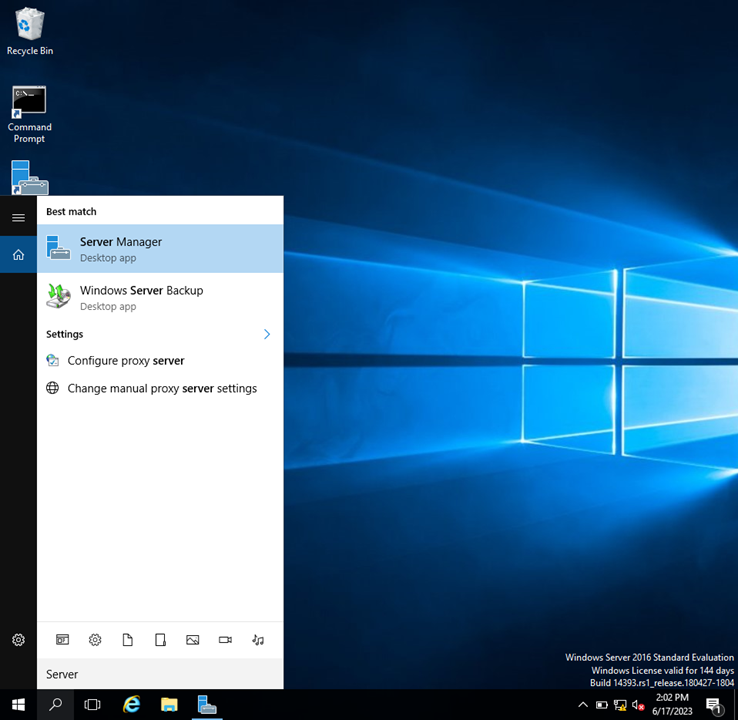 Recycle Bin
Command
Prompt
Best match
Server Manager
Desktop app
Windows Server Backup
Desktop app
Settings
Configure proxy server
Change manual proxy server settings
Server
Windows Server 2016 Standard Evaluation
Windows License valid for 144 days
Build 14393.rs1_release.180427-1804
2:02 PM
6/17/2023
1